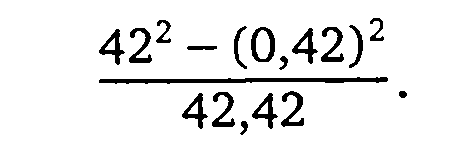 42² − (0,42)²
42,42 .